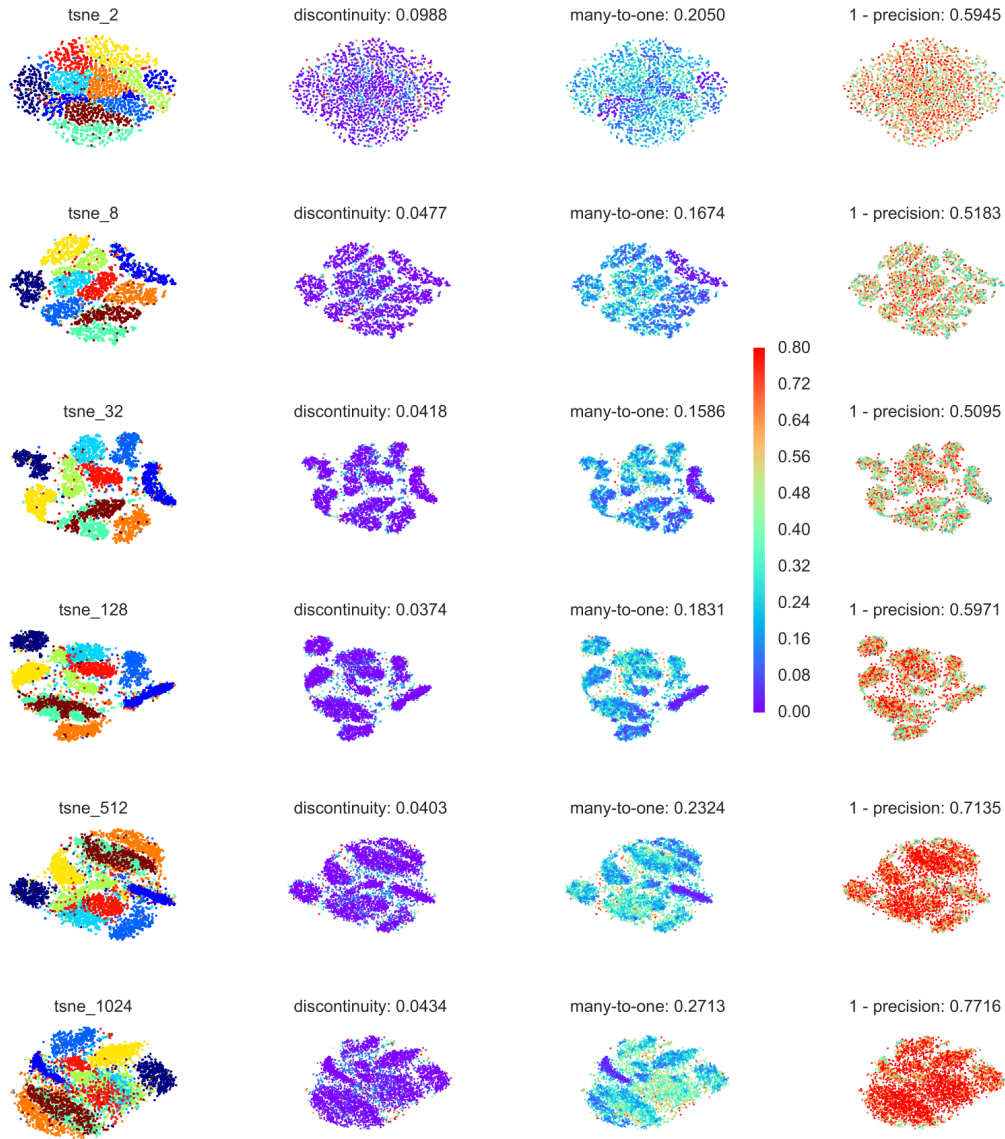 tsne_2 discontinuity: 0.0988 many-to-one: 0.2050 1 - precision: 0.5945
tsne_8 discontinuity: 0.0477 many-to-one: 0.1674 1 - precision: 0.5183
0.80
0.72
tsne_32 discontinuity: 0.0418 many-to-one: 0.1586 1 - precision: 0.5095
0.64
0.56
0.48
0.40
0.32
0.24
tsne_128 discontinuity: 0.0374 many-to-one: 0.1831 1 - precision: 0.5971
0.16
0.08
0.00
tsne_512 discontinuity: 0.0403 many-to-one: 0.2324 1 - precision: 0.7135
tsne_1024 discontinuity: 0.0434 many-to-one: 0.2713 1 - precision: 0.7716